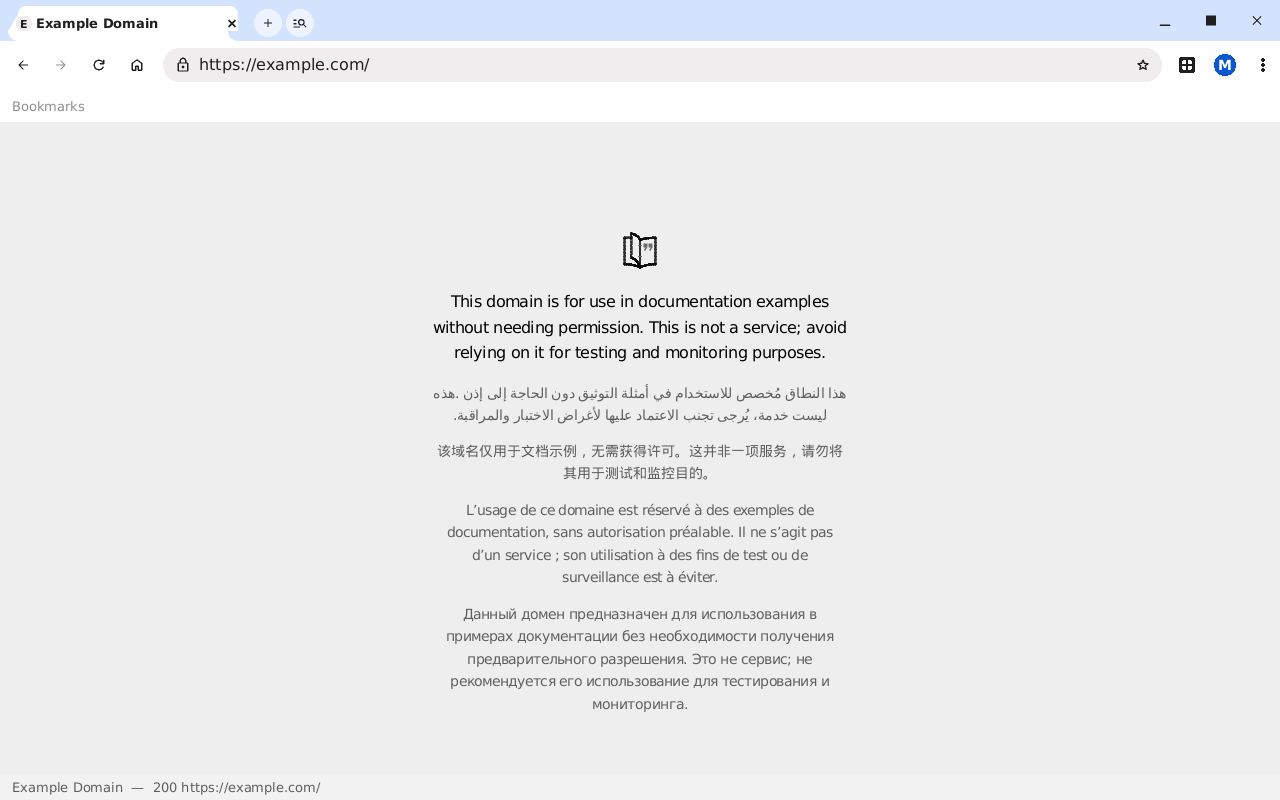 E Example Domain
https://example.com/
M
Bookmarks
This domain is for use in documentation examples
without needing permission. This is not a service; avoid
relying on it for testing and monitoring purposes.
هذا النطاق مُخصص للاستخدام في أمثلة التوثيق دون الحاجة إلى إذن .هذه
ليست خدمة، يُرجى تجنب الاعتماد عليها لأغراض الاختبار والمراقبة.
该域名仅用于文档示例，无需获得许可。这并非一项服务，请勿将
其用于测试和监控目的。
L’usage de ce domaine est réservé à des exemples de
documentation, sans autorisation préalable. Il ne s’agit pas
d’un service ; son utilisation à des fins de test ou de
surveillance est à éviter.
Данный домен предназначен для использования в
примерах документации без необходимости получения
предварительного разрешения. Это не сервис; не
рекомендуется его использование для тестирования и
мониторинга.
Example Domain — 200 https://example.com/